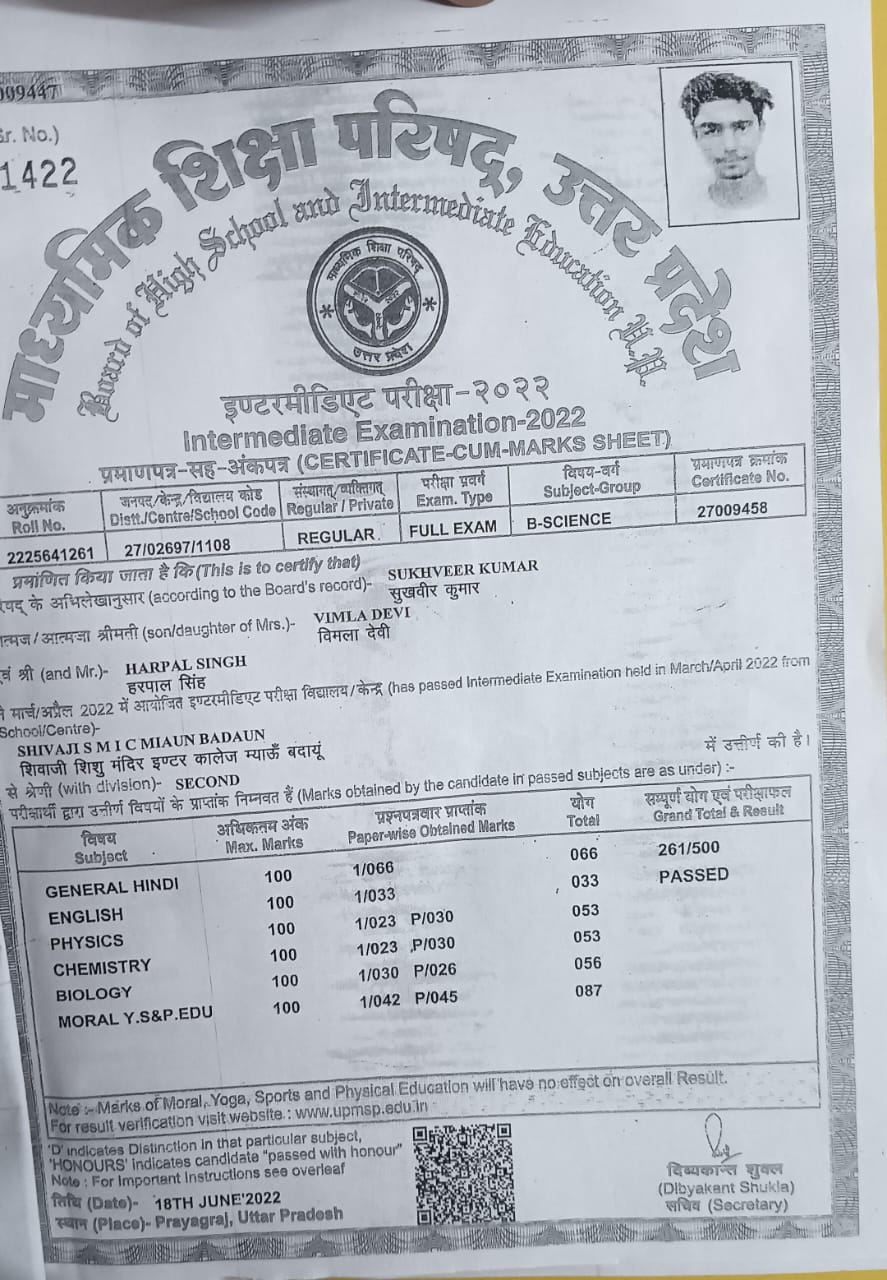 009447
Sr. No.)
1422
माध्यमिक शिक्षा परिषद्, उत्तर प्रदेश
Board of High School and Intermediate Education U.P.
माध्यमिक शिक्षा परिषद्
उत्तर प्रदेश
इण्टरमीडिएट परीक्षा-२०२२
Intermediate Examination-2022
प्रमाणपत्र-सह-अंकपत्र (CERTIFICATE-CUM-MARKS SHEET)
अनुक्रमांक जनपद/केन्द्र/विद्यालय कोड संस्थागत/व्यक्तिगत परीक्षा प्रवर्ग विषय-वर्ग प्रमाणपत्र क्रमांक
Roll No. Distt./Centre/School Code Regular / Private Exam. Type Subject-Group Certificate No.
2225641261 27/02697/1108 REGULAR FULL EXAM B-SCIENCE 27009458
प्रमाणित किया जाता है कि(This is to certify that)
के अभिलेखानुसार (according to the Board's record)- SUKHVEER KUMAR
सुखवीर कुमार
आत्मजा श्रीमती (son/daughter of Mrs.)- VIMLA DEVI
विमला देवी
श्री (and Mr.)- HARPAL SINGH
हरपाल सिंह
मार्च/अप्रैल 2022 में आयोजित इण्टरमीडिएट परीक्षा विद्यालय/केन्द्र (has passed Intermediate Examination held in March/April 2022 from
School/Centre)-
SHIVAJI S M I C MIAUN BADAUN
शिवाजी शिशु मंदिर इण्टर कालेज म्याऊँ बदायूं में उत्तीर्ण की है।
से श्रेणी (with division)- SECOND
परीक्षार्थी द्वारा उत्तीर्ण विषयों के प्राप्तांक निम्नवत हैं (Marks obtained by the candidate in passed subjects are as under) :-
विषय अधिकतम अंक प्रश्नपत्रवार प्राप्तांक योग सम्पूर्ण योग एवं परीक्षाफल
Subject Max. Marks Paper-wise Obtained Marks Total Grand Total & Result
GENERAL HINDI 100 1/066 066 261/500
ENGLISH 100 1/033 033 PASSED
PHYSICS 100 1/023 P/030 053
CHEMISTRY 100 1/023 P/030 053
BIOLOGY 100 1/030 P/026 056
MORAL Y.S&P.EDU 100 1/042 P/045 087
Note :- Marks of Moral, Yoga, Sports and Physical Education will have no effect on overall Result.
For result verification visit website : www.upmsp.edu.in
'D' indicates Distinction in that particular subject,
'HONOURS' indicates candidate "passed with honour"
Note : For Important Instructions see overleaf
तिथि (Date)- 18TH JUNE'2022
स्थान (Place)- Prayagraj, Uttar Pradesh
दिव्यकान्त शुक्ल
(Dibyakant Shukla)
सचिव (Secretary)